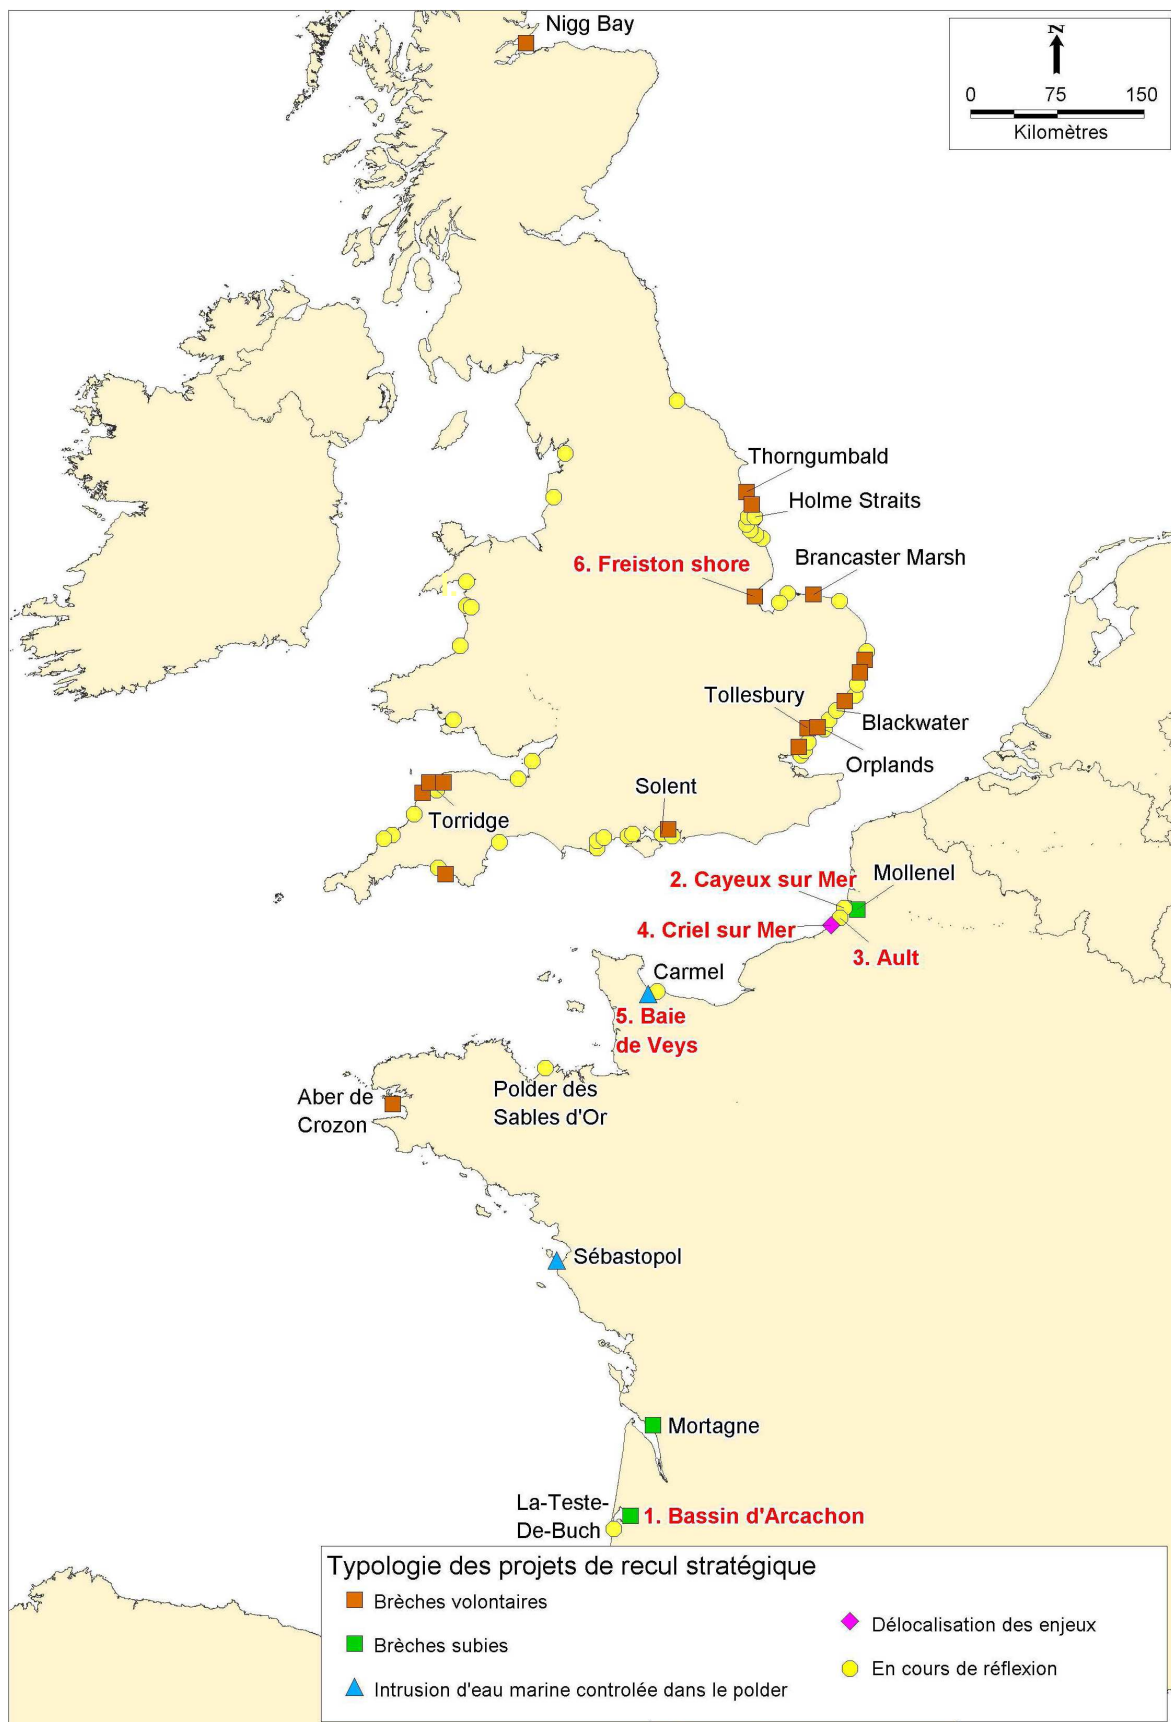 Nigg Bay
N
0 75 150
Kilomètres
Thorngumbald
Holme Straits
Brancaster Marsh
6. Freiston shore
Tollesbury
Blackwater
Orplands
Solent
Torridge
2. Cayeux sur Mer
Mollenel
4. Criel sur Mer
3. Ault
Carmel
5. Baie
de Veys
Polder des
Sables d'Or
Aber de
Crozon
Sébastopol
Mortagne
La-Teste-
De-Buch
1. Bassin d'Arcachon
Typologie des projets de recul stratégique
Brèches volontaires
Brèches subies
Intrusion d'eau marine controlée dans le polder
Délocalisation des enjeux
En cours de réflexion